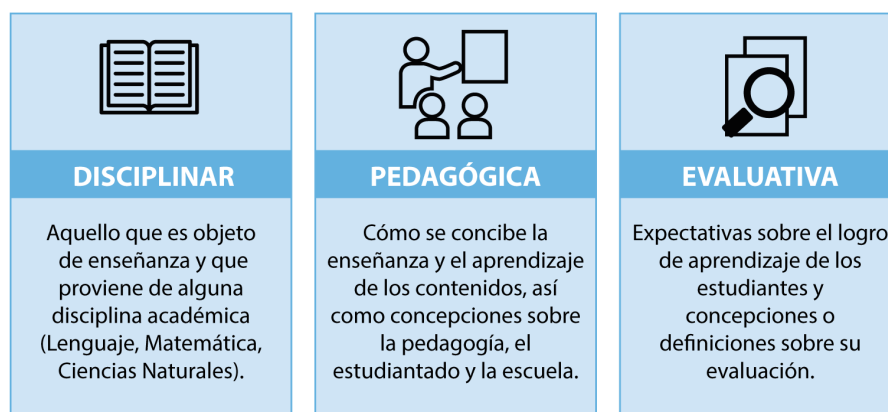 DISCIPLINAR
Aquello que es objeto
de enseñanza y que
proviene de alguna
disciplina académica
(Lenguaje, Matemática,
Ciencias Naturales).
PEDAGÓGICA
Cómo se concibe la
enseñanza y el aprendizaje
de los contenidos, así
como concepciones sobre
la pedagogía, el
estudiantado y la escuela.
EVALUATIVA
Expectativas sobre el logro
de aprendizaje de los
estudiantes y
concepciones o
definiciones sobre su
evaluación.